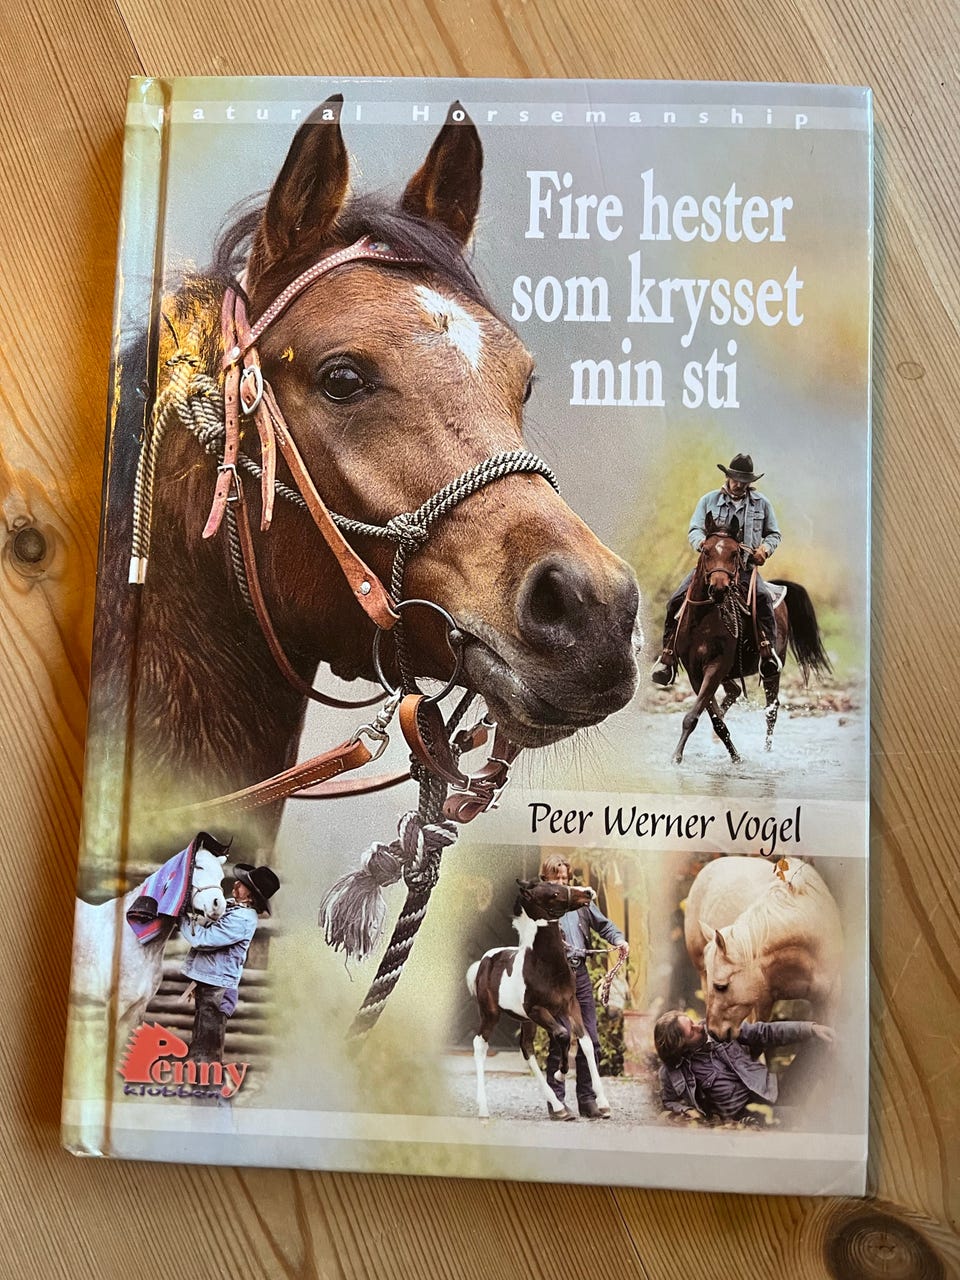 Natural Horsemanship
Fire hester
som krysset
min sti
Peer Werner Vogel
Penny
klubben